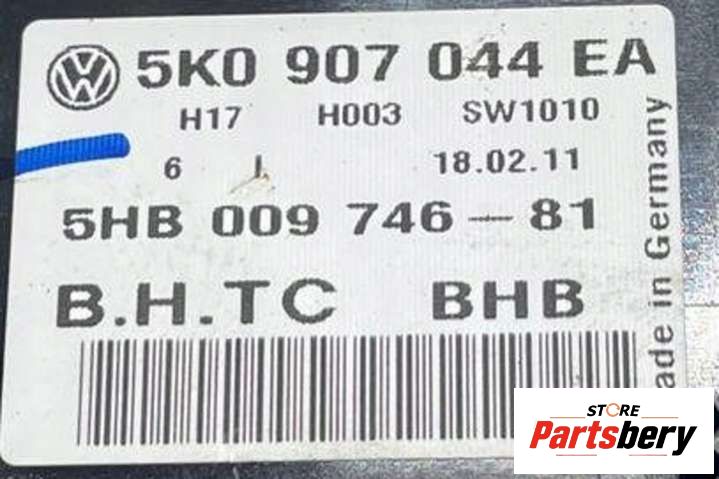 5K0 907 044 EA
H17 H003 SW1010
6 18.02.11
5HB 009 746-81
B.H.TC BHB
ade in Germany
STORE
Partsbery